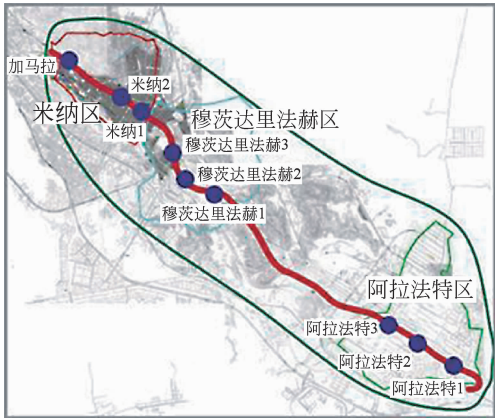 加马拉
米纳2
米纳区
米纳1
穆茨达里法赫区
穆茨达里法赫3
穆茨达里法赫2
穆茨达里法赫1
阿拉法特区
阿拉法特3
阿拉法特2
阿拉法特1